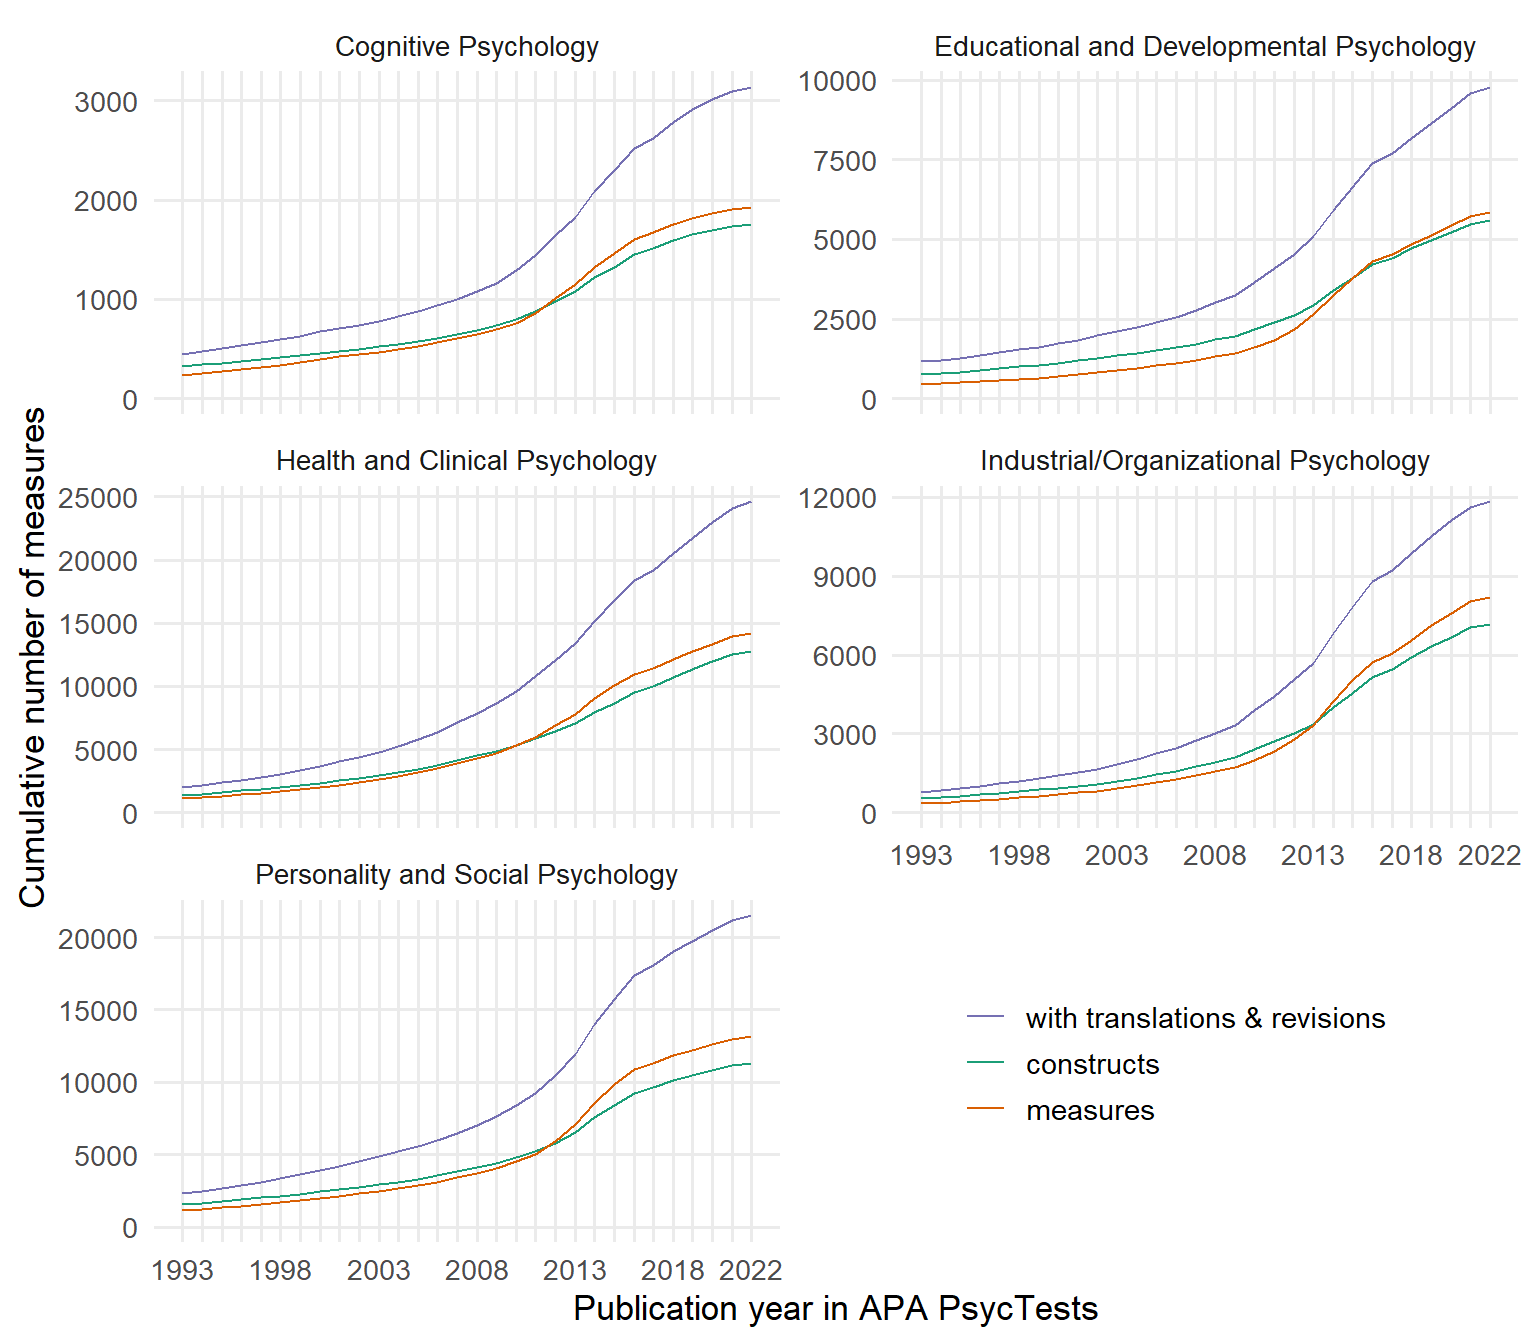 Cognitive Psychology
3000
2000
1000
0
Educational and Developmental Psychology
10000
7500
5000
2500
0
Cumulative number of measures
Health and Clinical Psychology
25000
20000
15000
10000
5000
0
Industrial/Organizational Psychology
12000
9000
6000
3000
0
1993 1998 2003 2008 2013 2018 2022
Personality and Social Psychology
20000
15000
10000
5000
0
1993 1998 2003 2008 2013 2018 2022
with translations & revisions
constructs
measures
Publication year in APA PsycTests